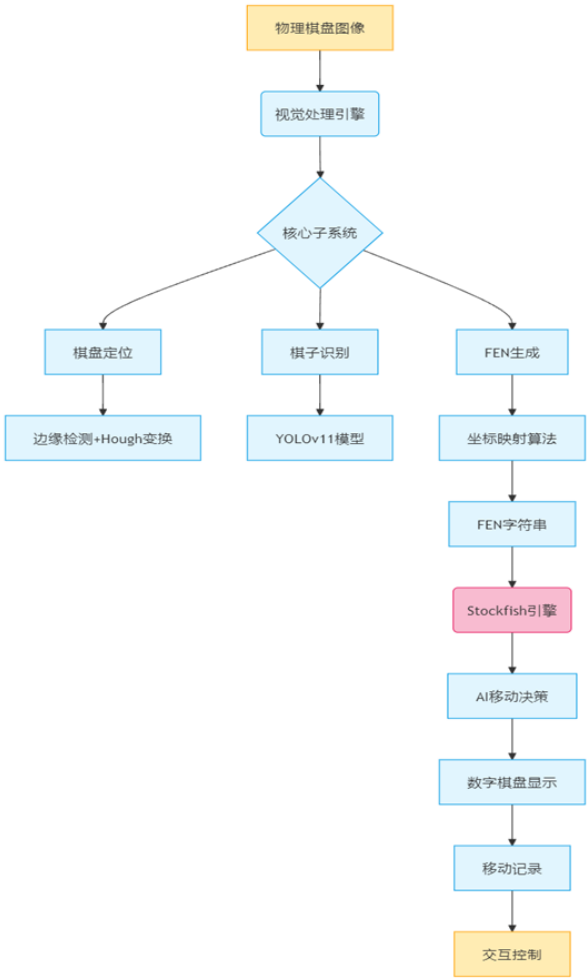 物理棋盘图像
视觉处理引擎
核心子系统
棋盘定位
棋子识别
FEN生成
边缘检测+Hough变换
YOLOv11模型
坐标映射算法
FEN字符串
Stockfish引擎
AI移动决策
数字棋盘显示
移动记录
交互控制